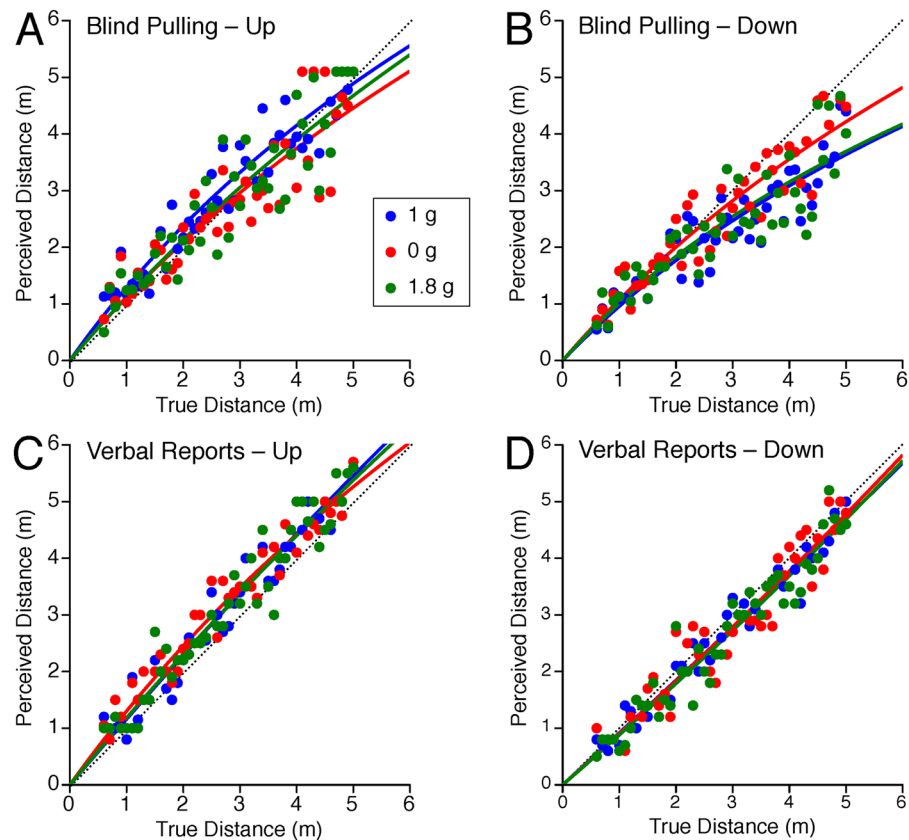 A Blind Pulling – Up
6
5
4
3
2
1
0
Perceived Distance (m)
0 1 2 3 4 5 6
True Distance (m)
1 g
0 g
1.8 g
B Blind Pulling – Down
6
5
4
3
2
1
0
Perceived Distance (m)
0 1 2 3 4 5 6
True Distance (m)
C Verbal Reports – Up
6
5
4
3
2
1
0
Perceived Distance (m)
0 1 2 3 4 5 6
True Distance (m)
D Verbal Reports – Down
6
5
4
3
2
1
0
Perceived Distance (m)
0 1 2 3 4 5 6
True Distance (m)